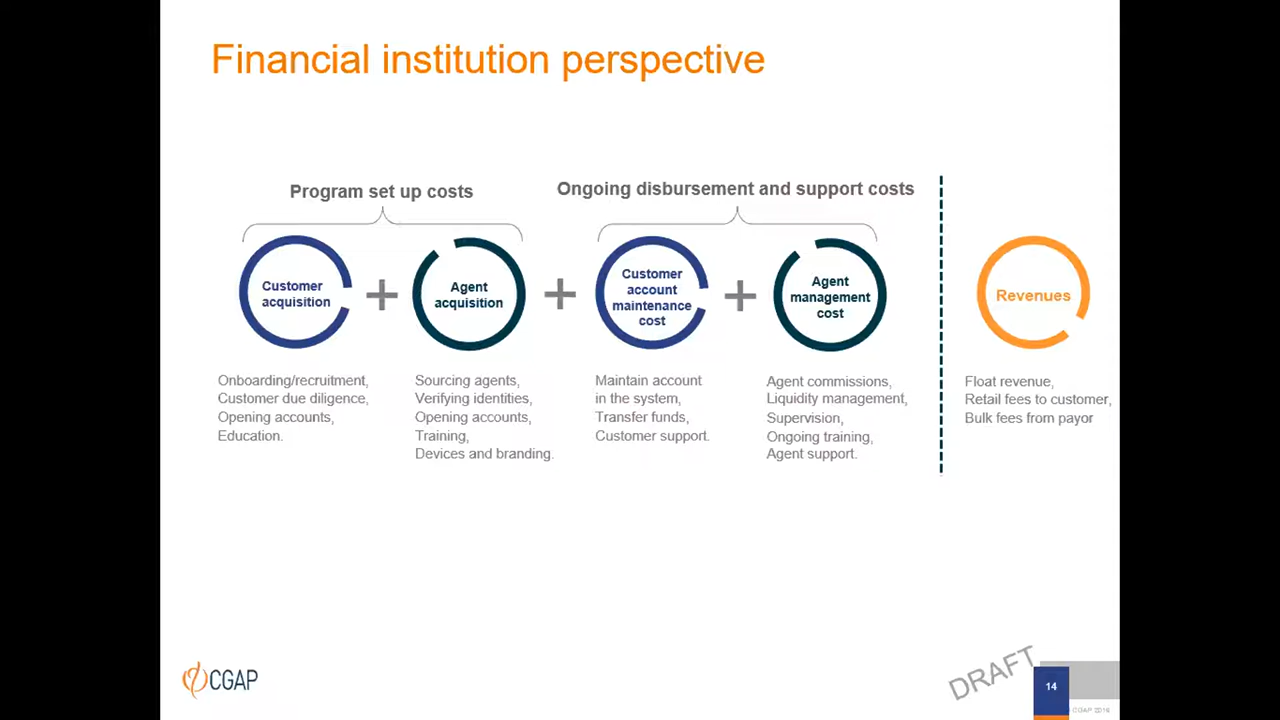 Financial institution perspective
Program set up costs
Ongoing disbursement and support costs
Customer
acquisition
+
Agent
acquisition
+
Customer
account
maintenance
cost
+
Agent
management
cost
Revenues
Onboarding/recruitment,
Customer due diligence,
Opening accounts,
Education.
Sourcing agents,
Verifying identities,
Opening accounts,
Training,
Devices and branding.
Maintain account
in the system,
Transfer funds,
Customer support.
Agent commissions,
Liquidity management,
Supervision,
Ongoing training,
Agent support.
Float revenue,
Retail fees to customer,
Bulk fees from payor
CGAP
DRAFT
14
CGAP